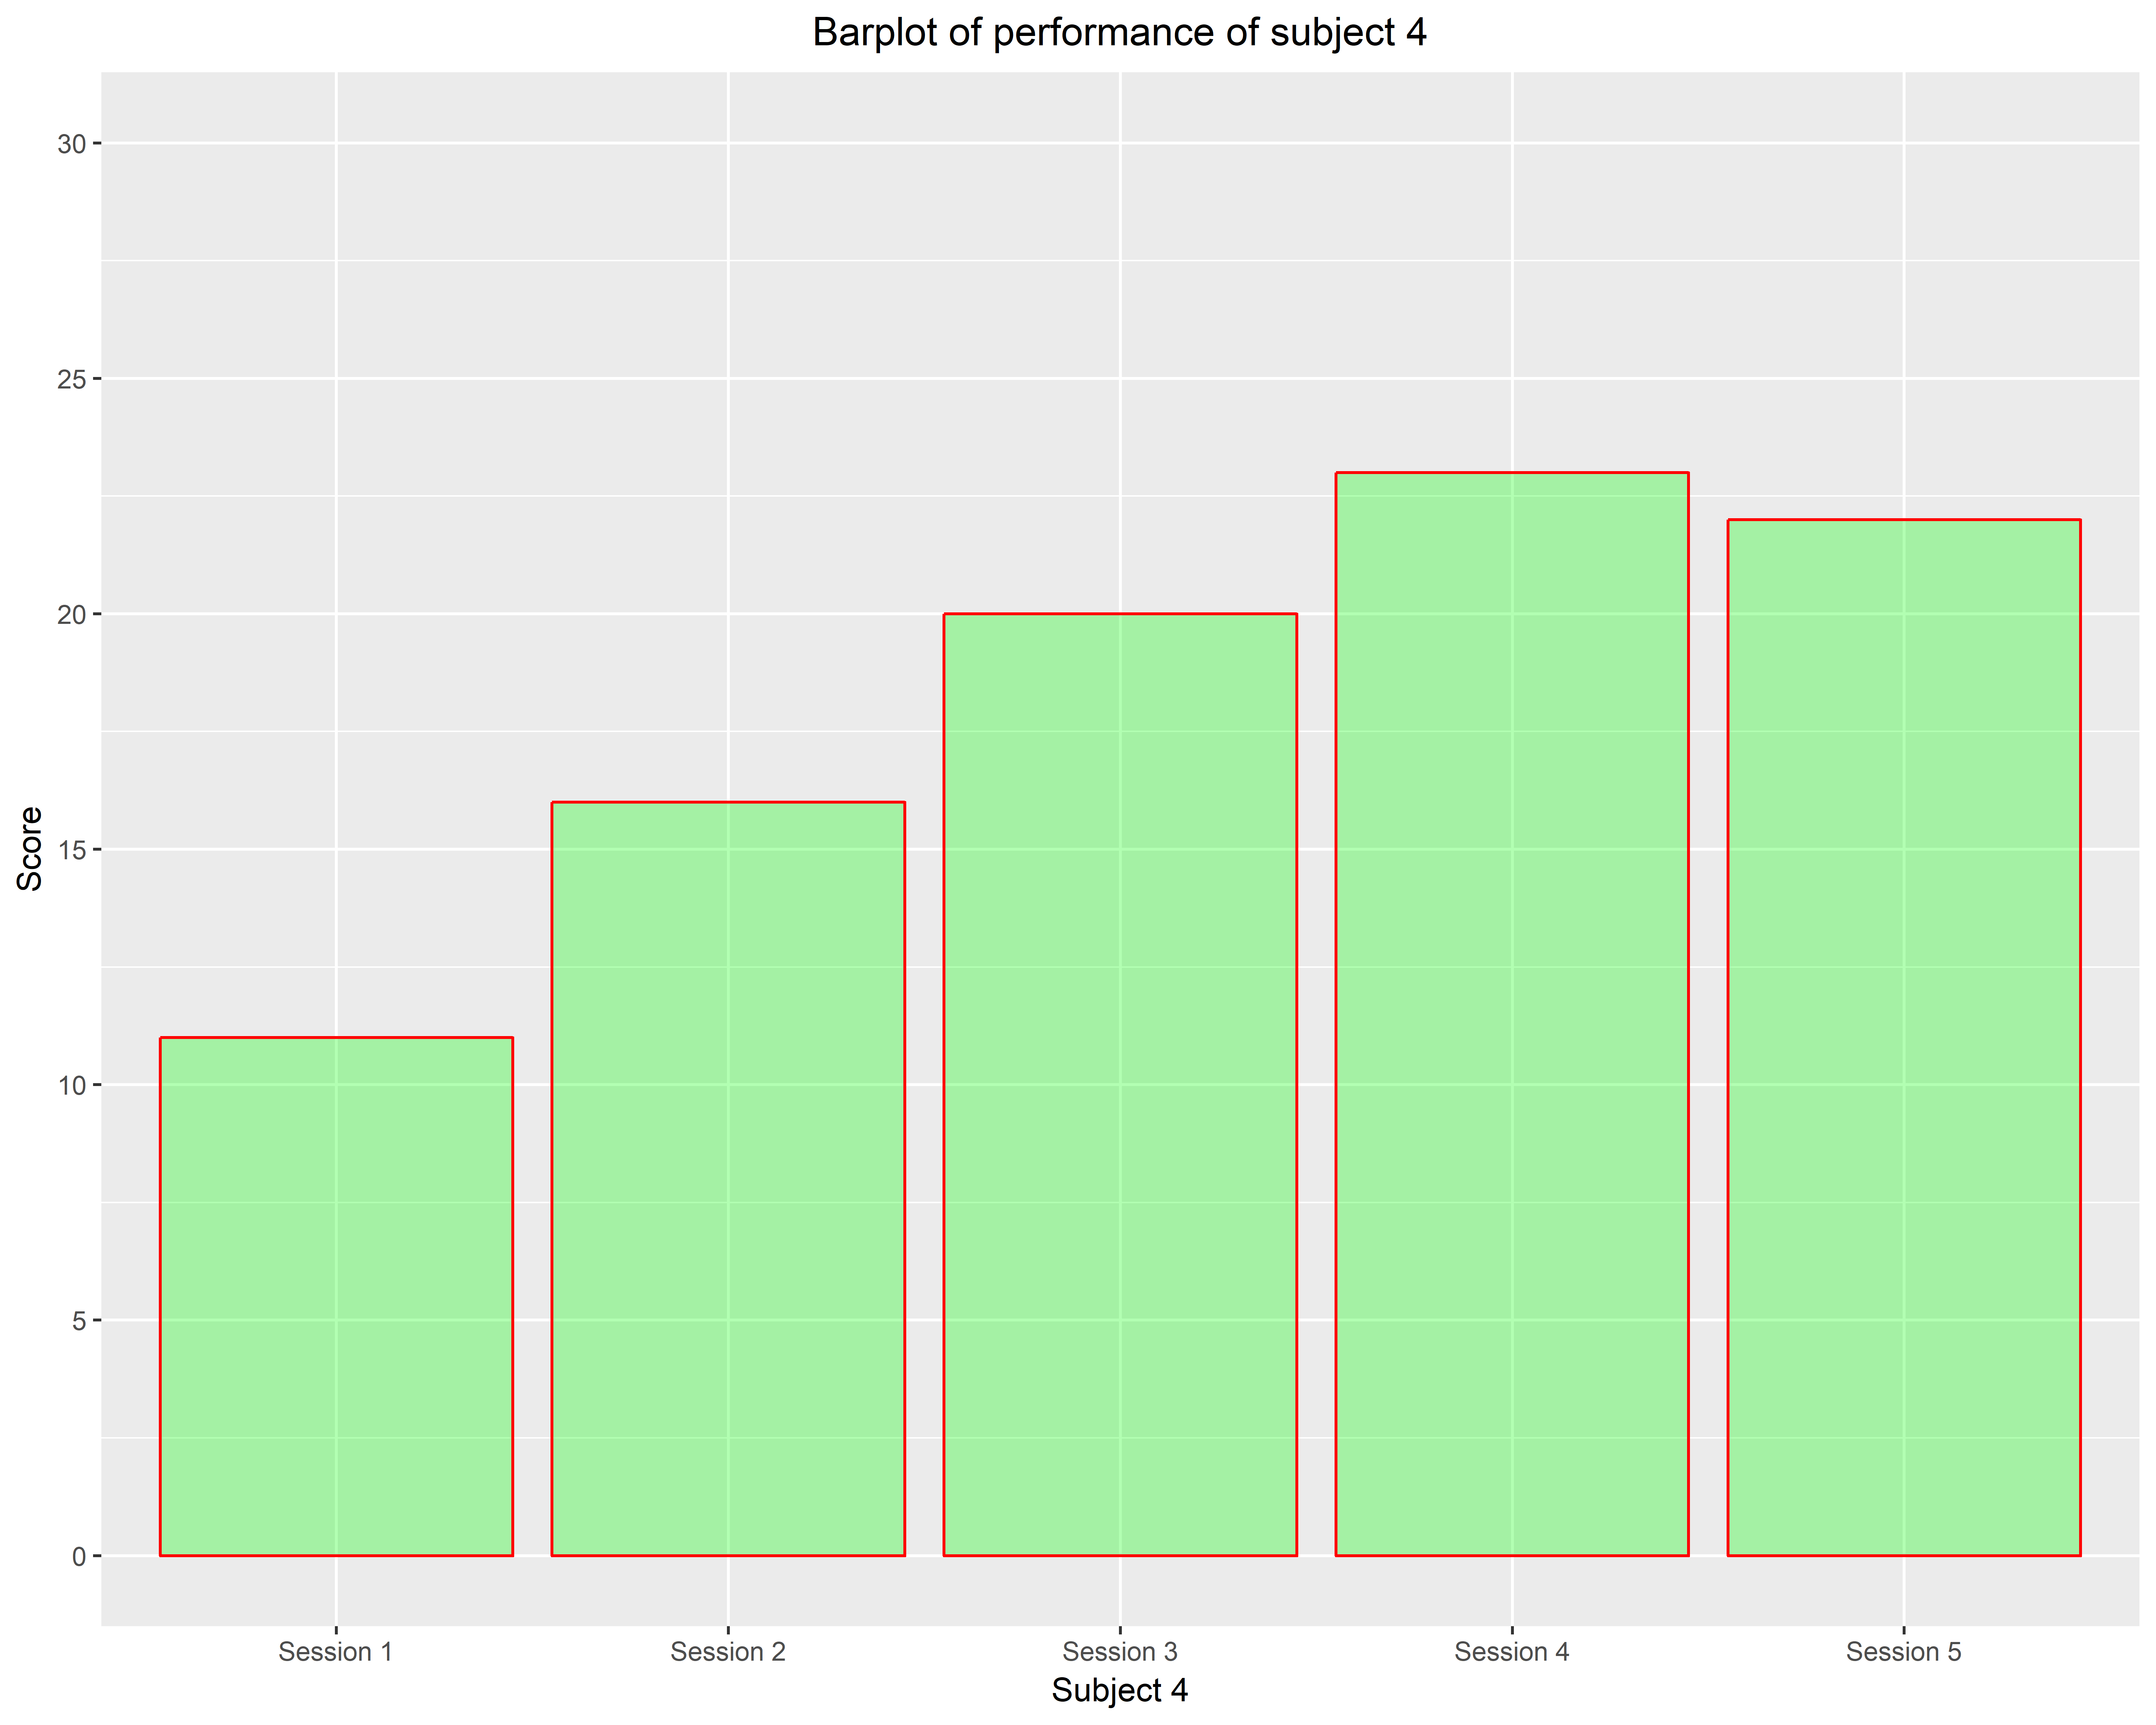 Barplot of performance of subject 4
30
25
20
15
10
5
0
Score
Session 1 Session 2 Session 3 Session 4 Session 5
Subject 4